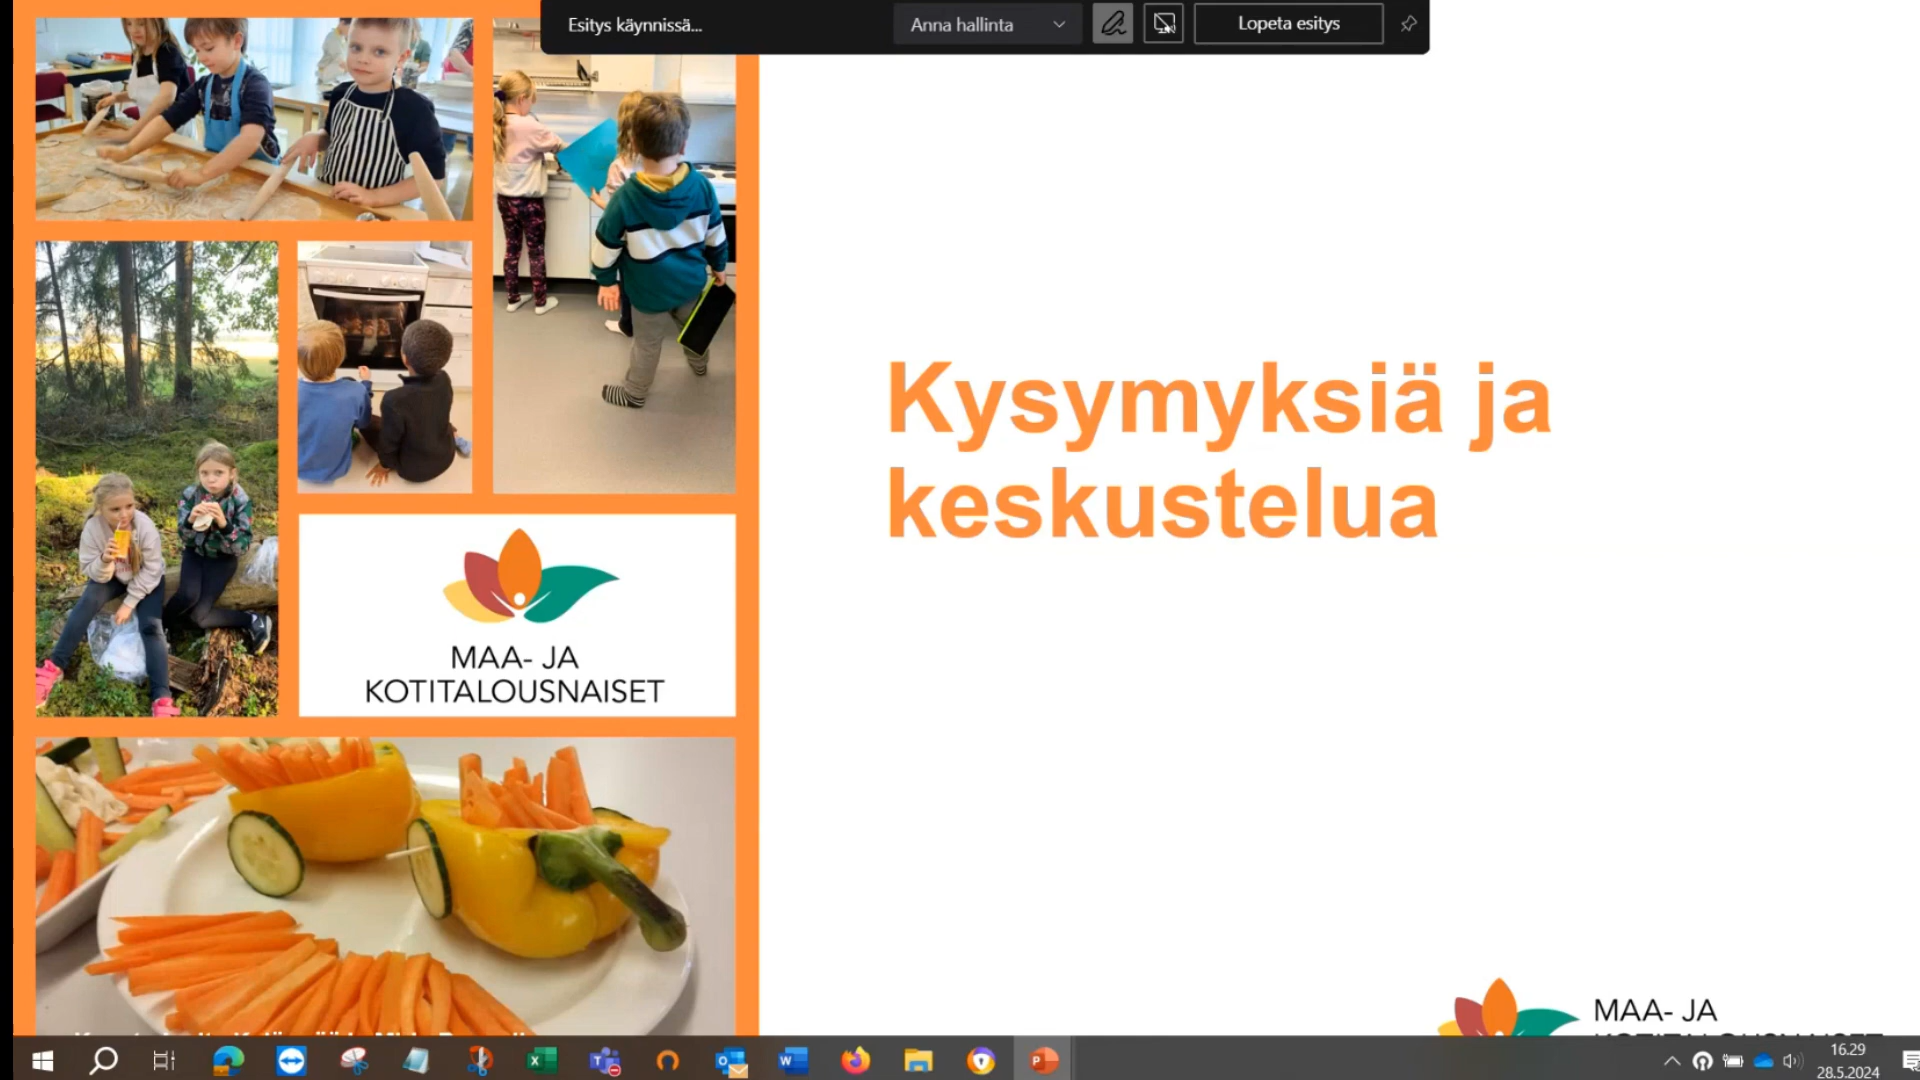 Esitys käynnissä...
Anna hallinta
Lopeta esitys
Kysymyksiä ja
keskustelua
MAA- JA
KOTITALOUSNAISET
MAA- JA
KOTITALOUSNAISET
16.29
28.5.2024